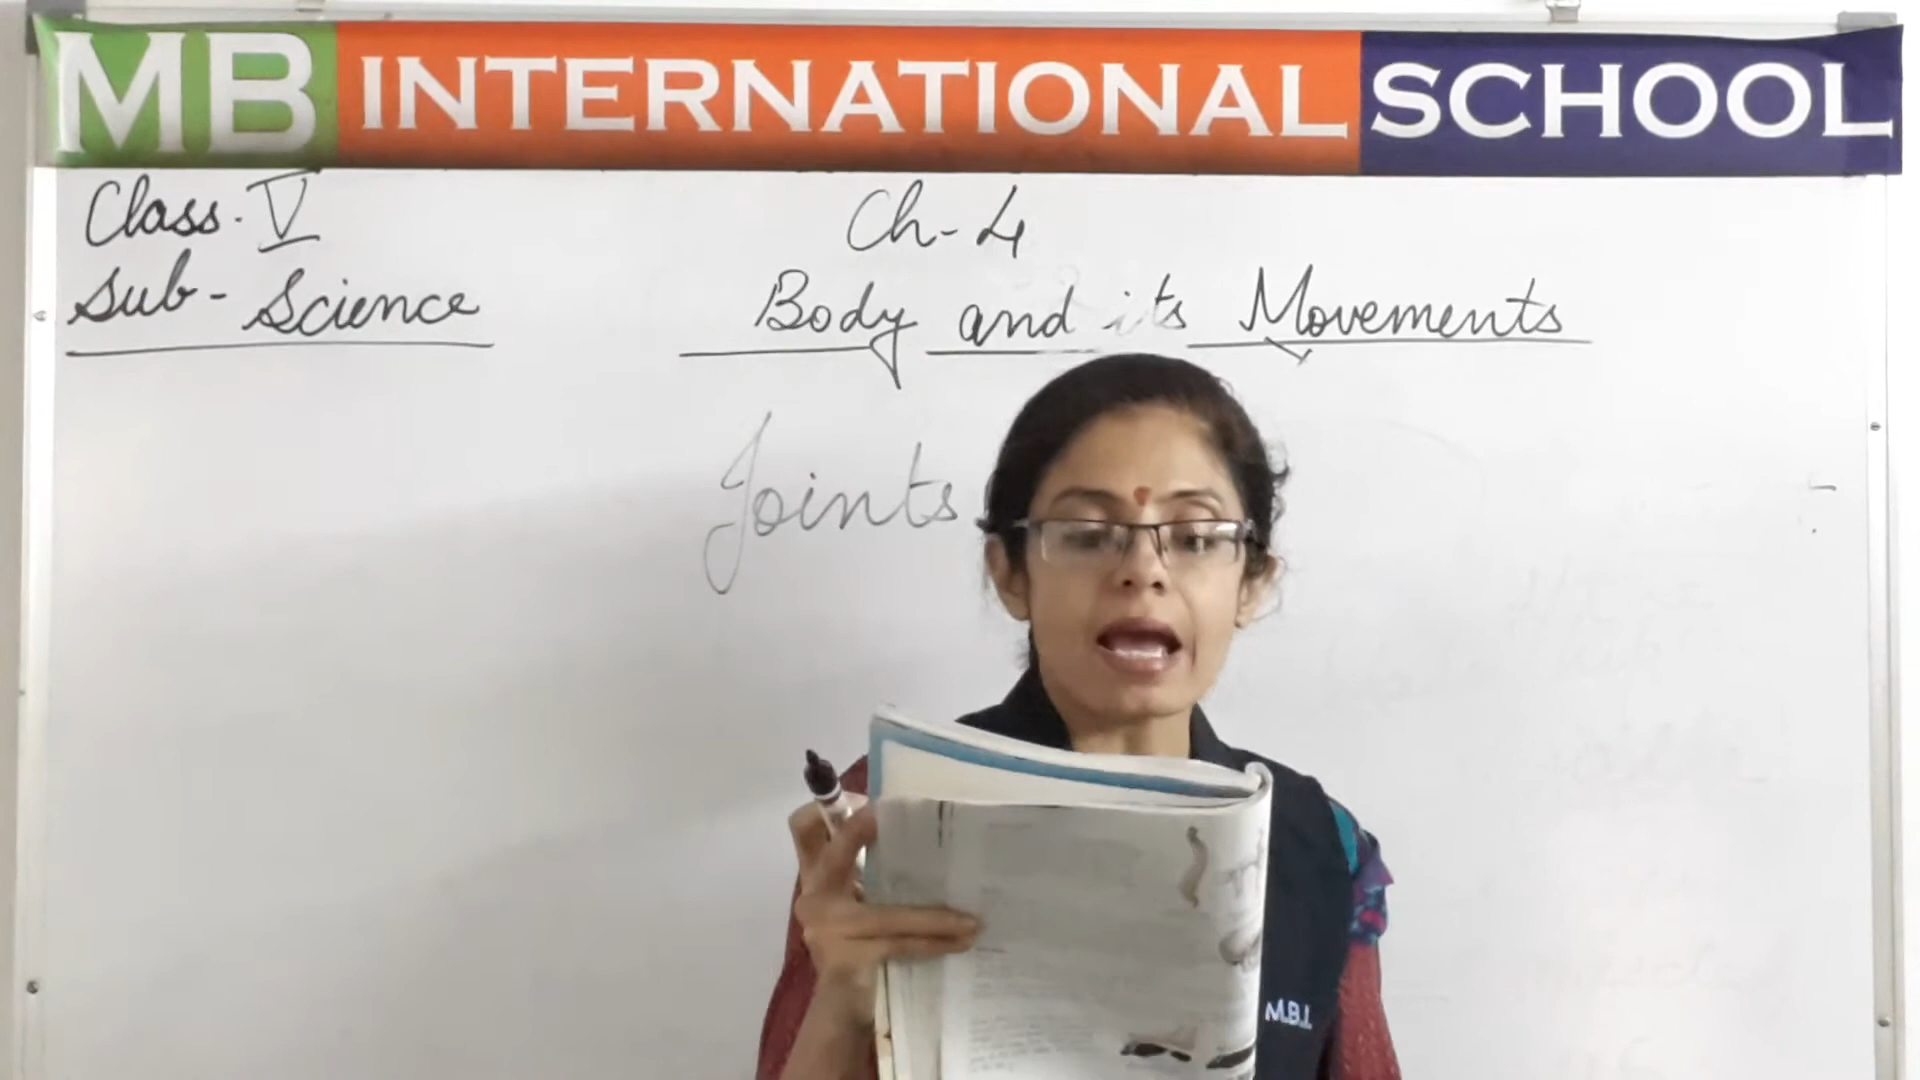 MB INTERNATIONAL SCHOOL
Class - V
Sub - Science
Ch - 4
Body and its Movements
Joints
M.B.I.